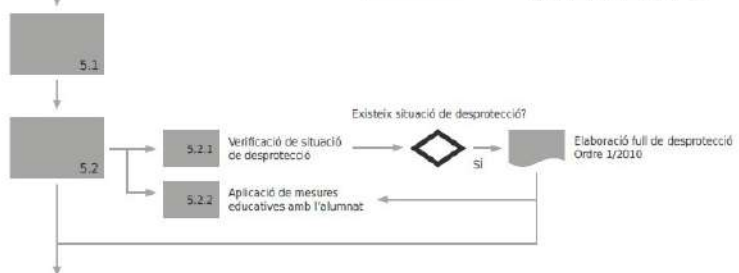 5.1
Existeix situació de desprotecció?
5.2
5.2.1
Verificació de situació
de desprotecció
si
Elaboració full de desprotecció
Ordre 1/2010
5.2.2
Aplicació de mesures
educatives amb l'alumnat